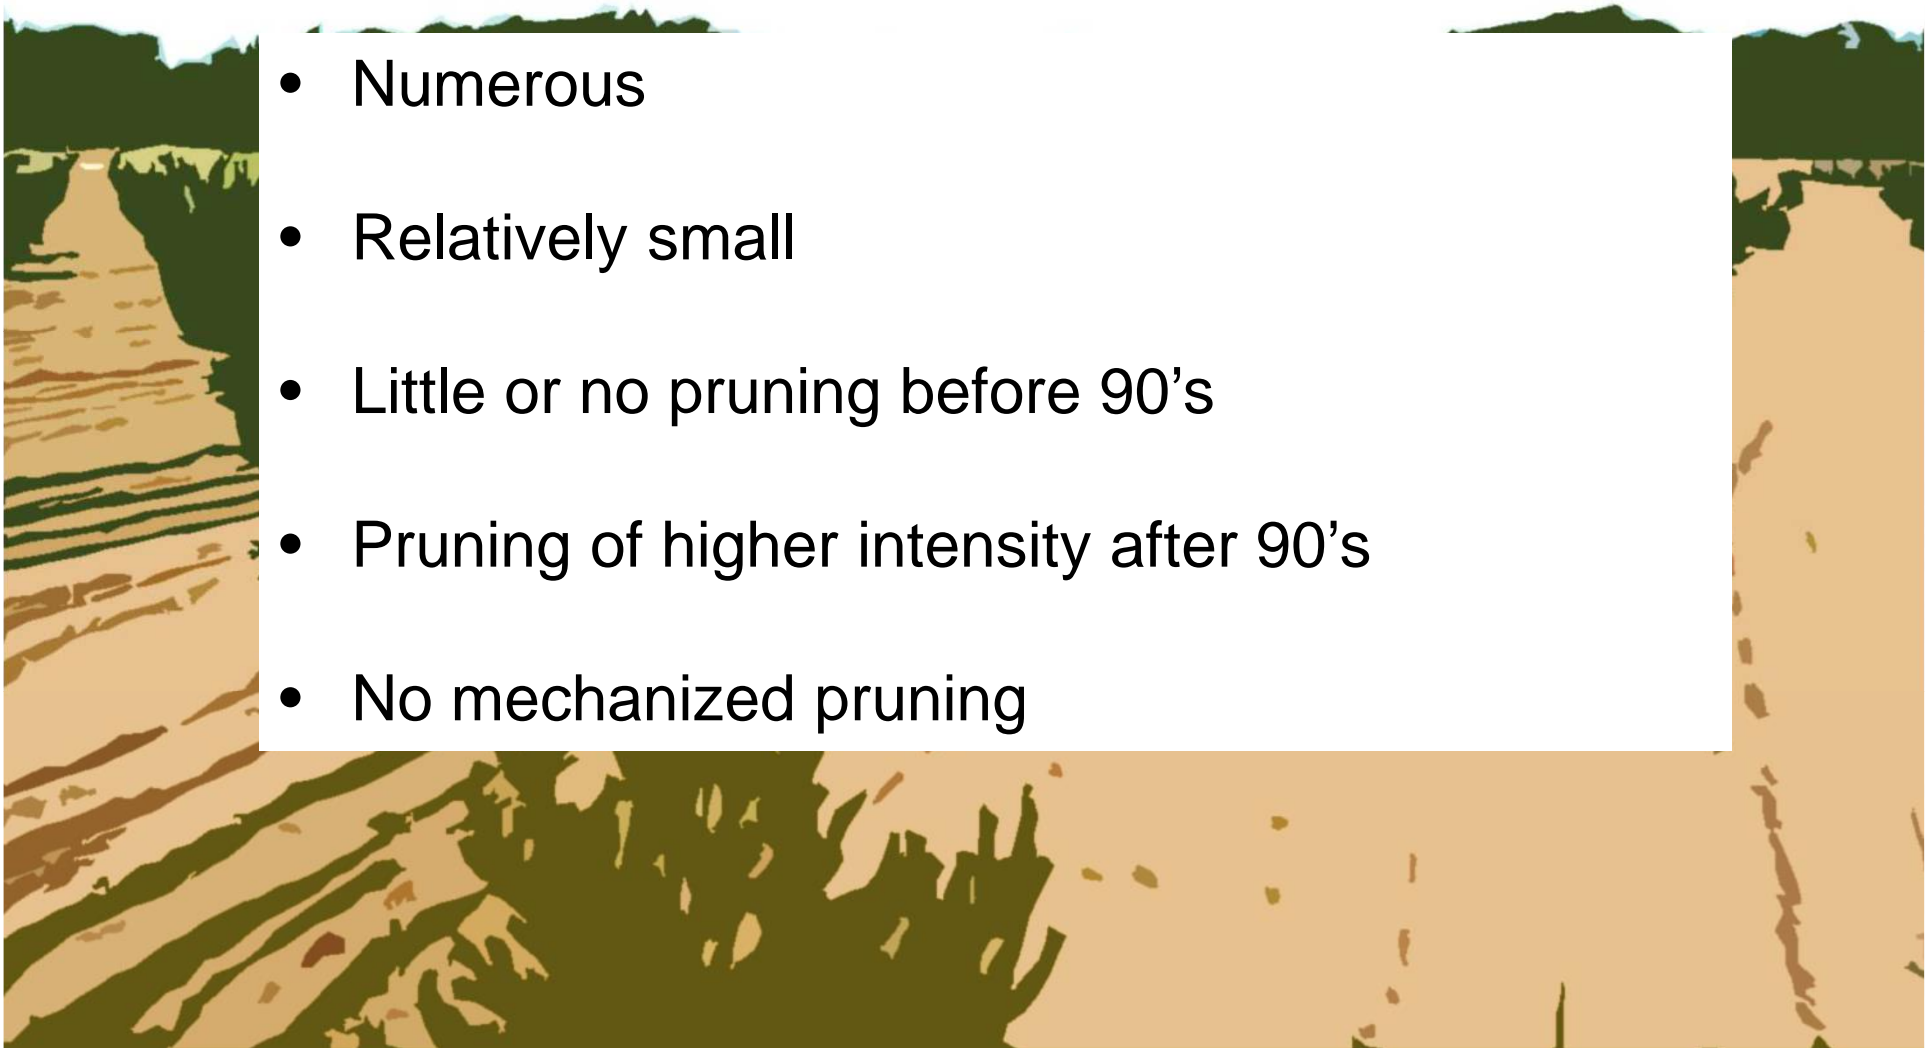 • Numerous
• Relatively small
• Little or no pruning before 90’s
• Pruning of higher intensity after 90’s
• No mechanized pruning